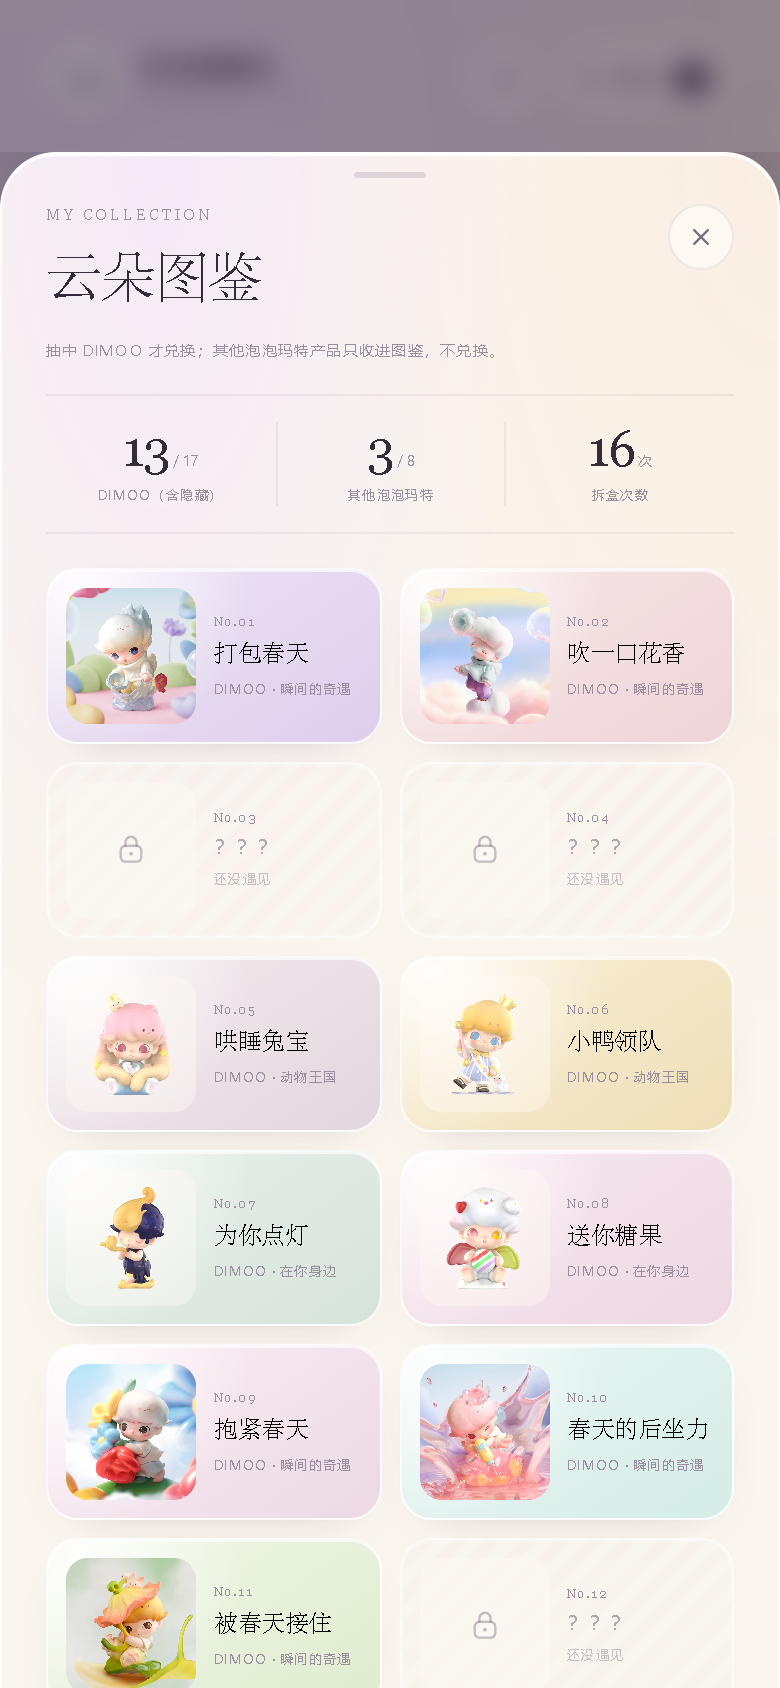 MY COLLECTION
云朵图鉴
抽中 DIMOO 才兑换；其他泡泡玛特产品只收进图鉴，不兑换。
13 / 17
DIMOO（含隐藏）
3 / 8
其他泡泡玛特
16 次
拆盒次数
No.01
打包春天
DIMOO · 瞬间的奇遇
No.02
吹一口花香
DIMOO · 瞬间的奇遇
No.03
？？？
还没遇见
No.04
？？？
还没遇见
No.05
哄睡兔宝
DIMOO · 动物王国
No.06
小鸭领队
DIMOO · 动物王国
No.07
为你点灯
DIMOO · 在你身边
No.08
送你糖果
DIMOO · 在你身边
No.09
抱紧春天
DIMOO · 瞬间的奇遇
No.10
春天的后坐力
DIMOO · 瞬间的奇遇
No.11
被春天接住
DIMOO · 瞬间的奇遇
No.12
？？？
还没遇见